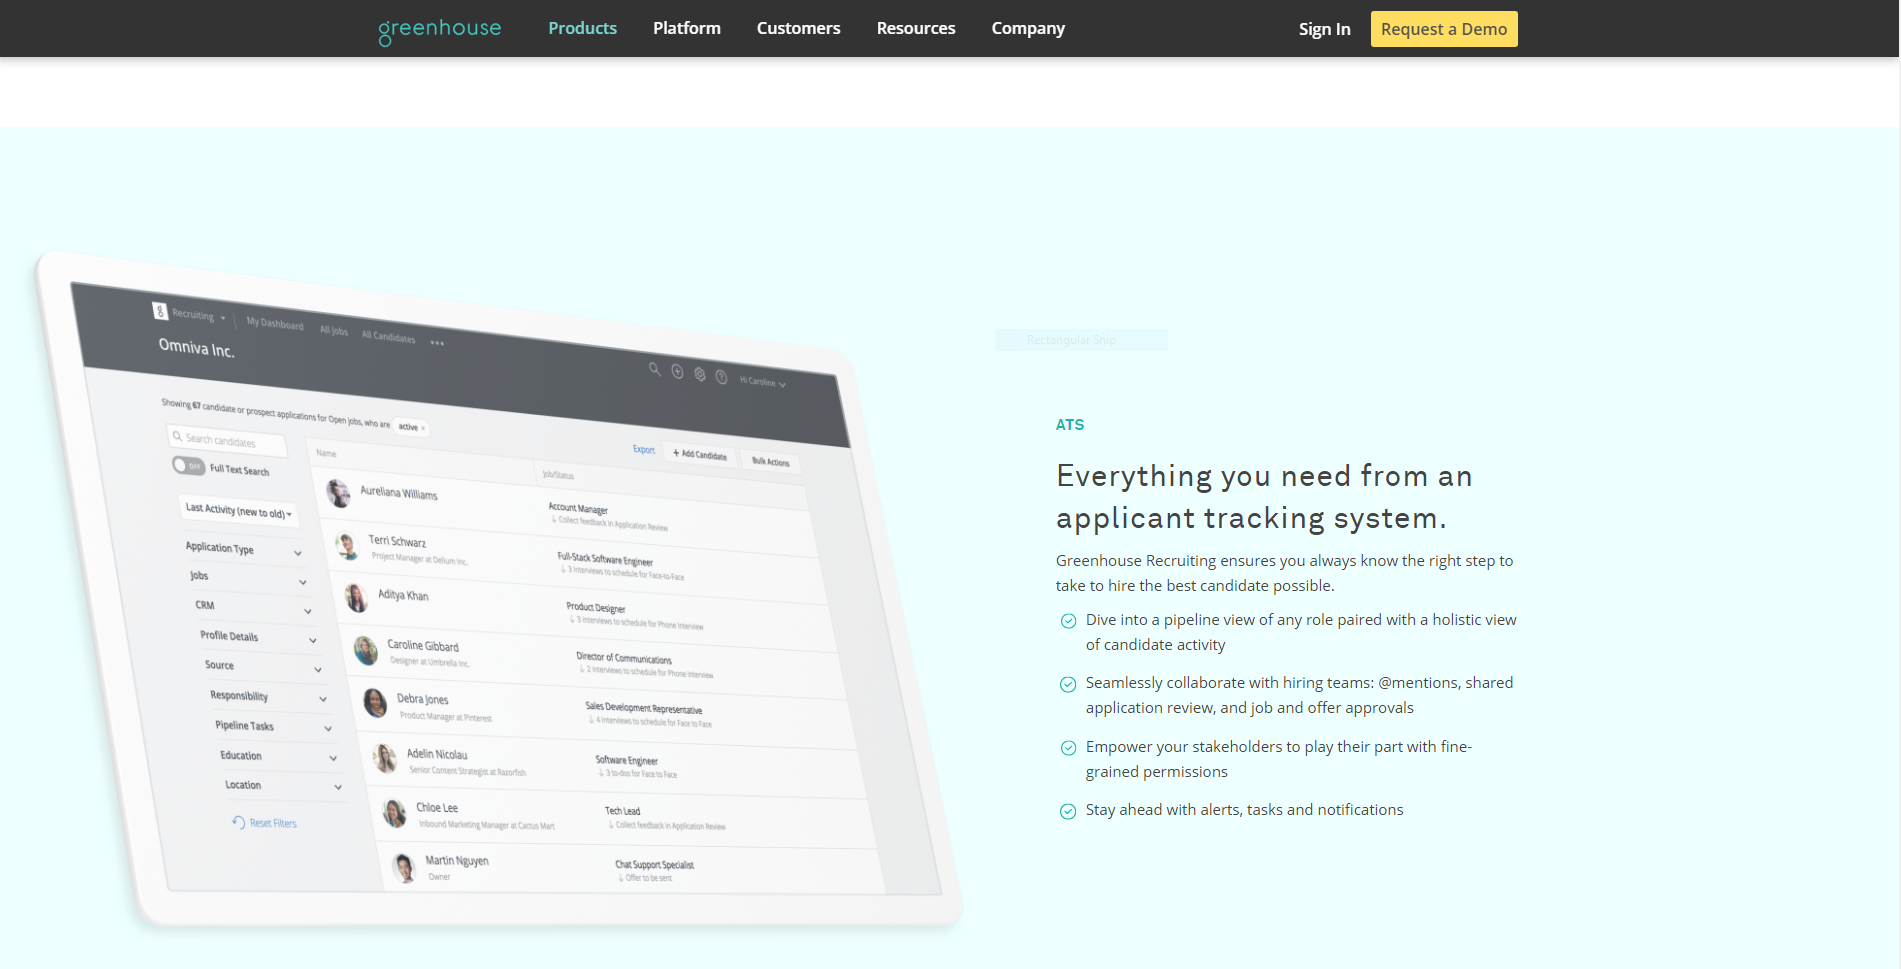 greenhouse
Products
Platform
Customers
Resources
Company
Sign In
Request a Demo
Recruiting
My Dashboard
All Jobs
All Candidates
•••
Omniva Inc.
Hi Caroline
Showing 67 candidate or prospect applications for Open jobs, who are active ×
Search candidates
OFF Full Text Search
Last Activity (new to old)
Application Type
Jobs
CRM
Profile Details
Source
Responsibility
Pipeline Tasks
Education
Location
Reset Filters
Export
+ Add Candidate
Bulk Actions
Name
Job/Status
Aureliana Williams
Account Manager
↳ Collect feedback in Application Review
Terri Schwarz
Project Manager at Delium Inc.
Full-Stack Software Engineer
↳ 3 interviews to schedule for Face-to-Face
Aditya Khan
Product Designer
↳ 3 interviews to schedule for Phone Interview
Caroline Gibbard
Designer at Umbrella Inc.
Director of Communications
↳ 2 interviews to schedule for Phone Interview
Debra Jones
Product Manager at Pinterest
Sales Development Representative
↳ 4 interviews to schedule for Face to Face
Adelin Nicolau
Senior Content Strategist at Razorfish
Software Engineer
↳ 3 to-dos for Face to Face
Chloe Lee
Inbound Marketing Manager at Cactus Mart
Tech Lead
↳ Collect feedback in Application Review
Martin Nguyen
Owner
Chat Support Specialist
↳ Offer to be sent
Rectangular Snip
ATS
Everything you need from an
applicant tracking system.
Greenhouse Recruiting ensures you always know the right step to
take to hire the best candidate possible.
Dive into a pipeline view of any role paired with a holistic view
of candidate activity
Seamlessly collaborate with hiring teams: @mentions, shared
application review, and job and offer approvals
Empower your stakeholders to play their part with fine-
grained permissions
Stay ahead with alerts, tasks and notifications